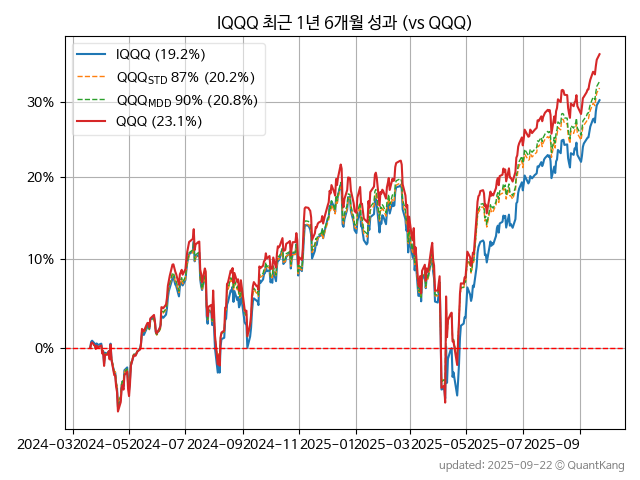 IQQQ 최근 1년 6개월 성과 (vs QQQ)
IQQQ (19.2%)
QQQSTD 87% (20.2%)
QQQMDD 90% (20.8%)
QQQ (23.1%)
30%
20%
10%
0%
2024-03 2024-05 2024-07 2024-09 2024-11 2025-01 2025-03 2025-05 2025-07 2025-09
updated: 2025-09-22 © QuantKang